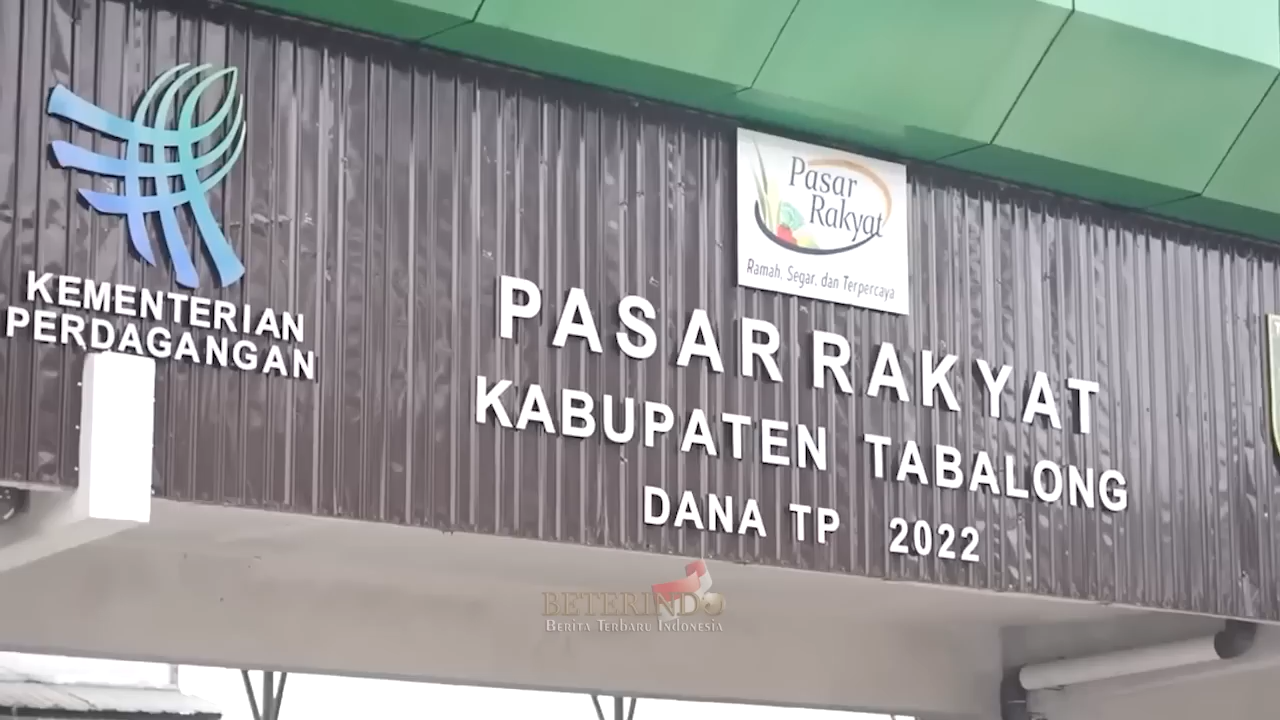 KEMENTERIAN
PERDAGANGAN
Pasar
Rakyat
Ramah, Segar, dan Terpercaya
PASAR RAKYAT
KABUPATEN TABALONG
DANA TP 2022
BETERINDO
BERITA TERBARU INDONESIA